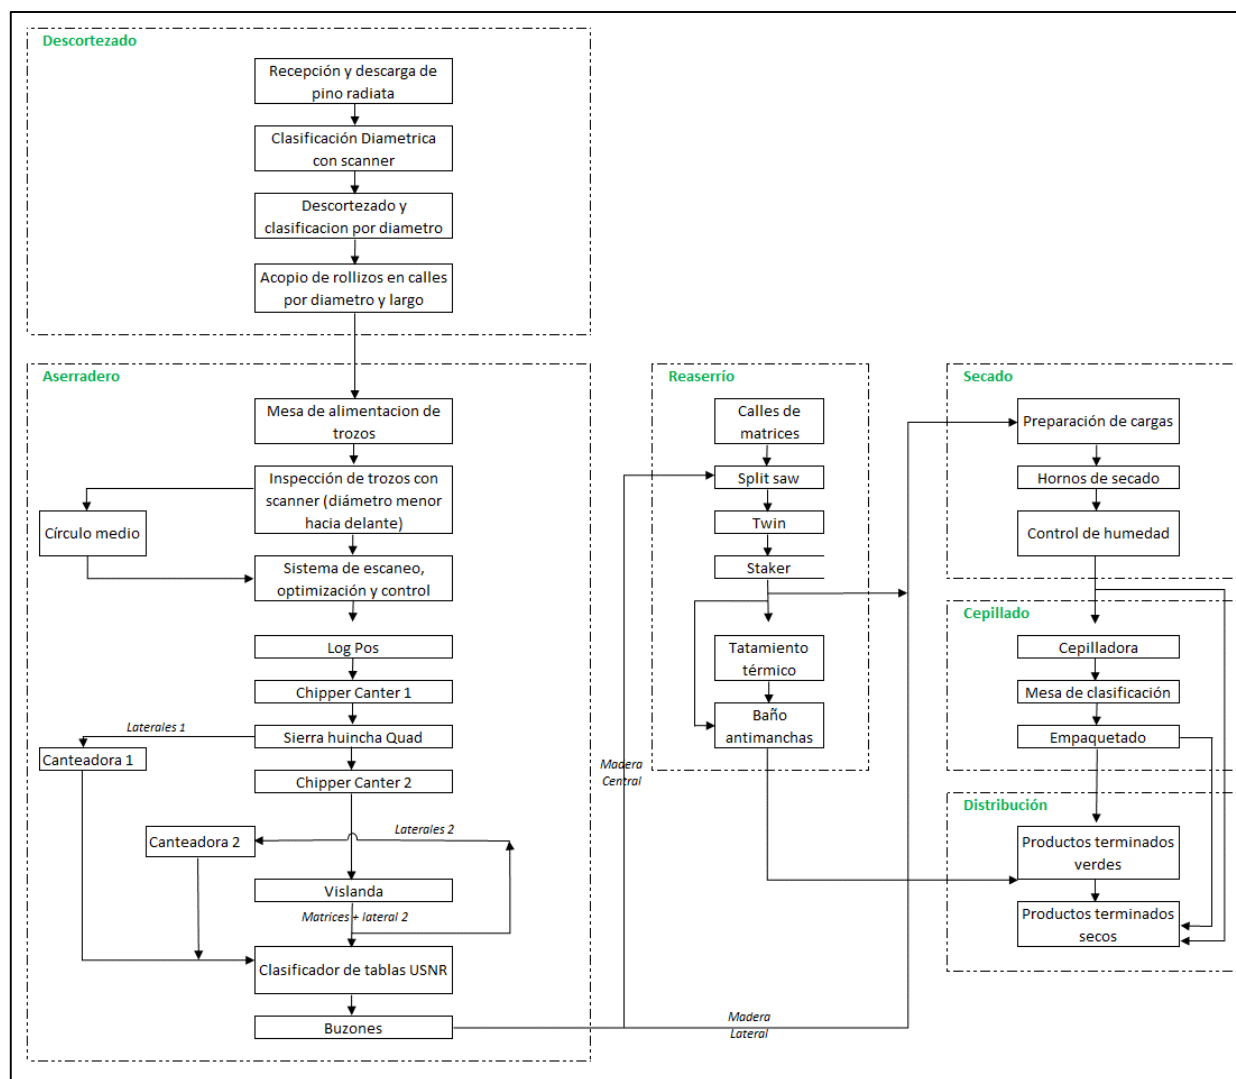 Descortezado
Recepción y descarga de
pino radiata
Clasificación Diametrica
con scanner
Descortezado y
clasificacion por diametro
Acopio de rollizos en calles
por diametro y largo
Aserradero
Mesa de alimentacion de
trozos
Inspección de trozos con
scanner (diámetro menor
hacia delante)
Círculo medio
Sistema de escaneo,
optimización y control
Log Pos
Chipper Canter 1
Laterales 1
Sierra huincha Quad
Canteadora 1
Chipper Canter 2
Laterales 2
Canteadora 2
Vislanda
Matrices + lateral 2
Clasificador de tablas USNR
Buzones
Madera
Central
Madera
Lateral
Reaserrío
Calles de
matrices
Split saw
Twin
Staker
Tatamiento
térmico
Baño
antimanchas
Secado
Preparación de cargas
Hornos de secado
Control de humedad
Cepillado
Cepilladora
Mesa de clasificación
Empaquetado
Distribución
Productos terminados
verdes
Productos terminados
secos